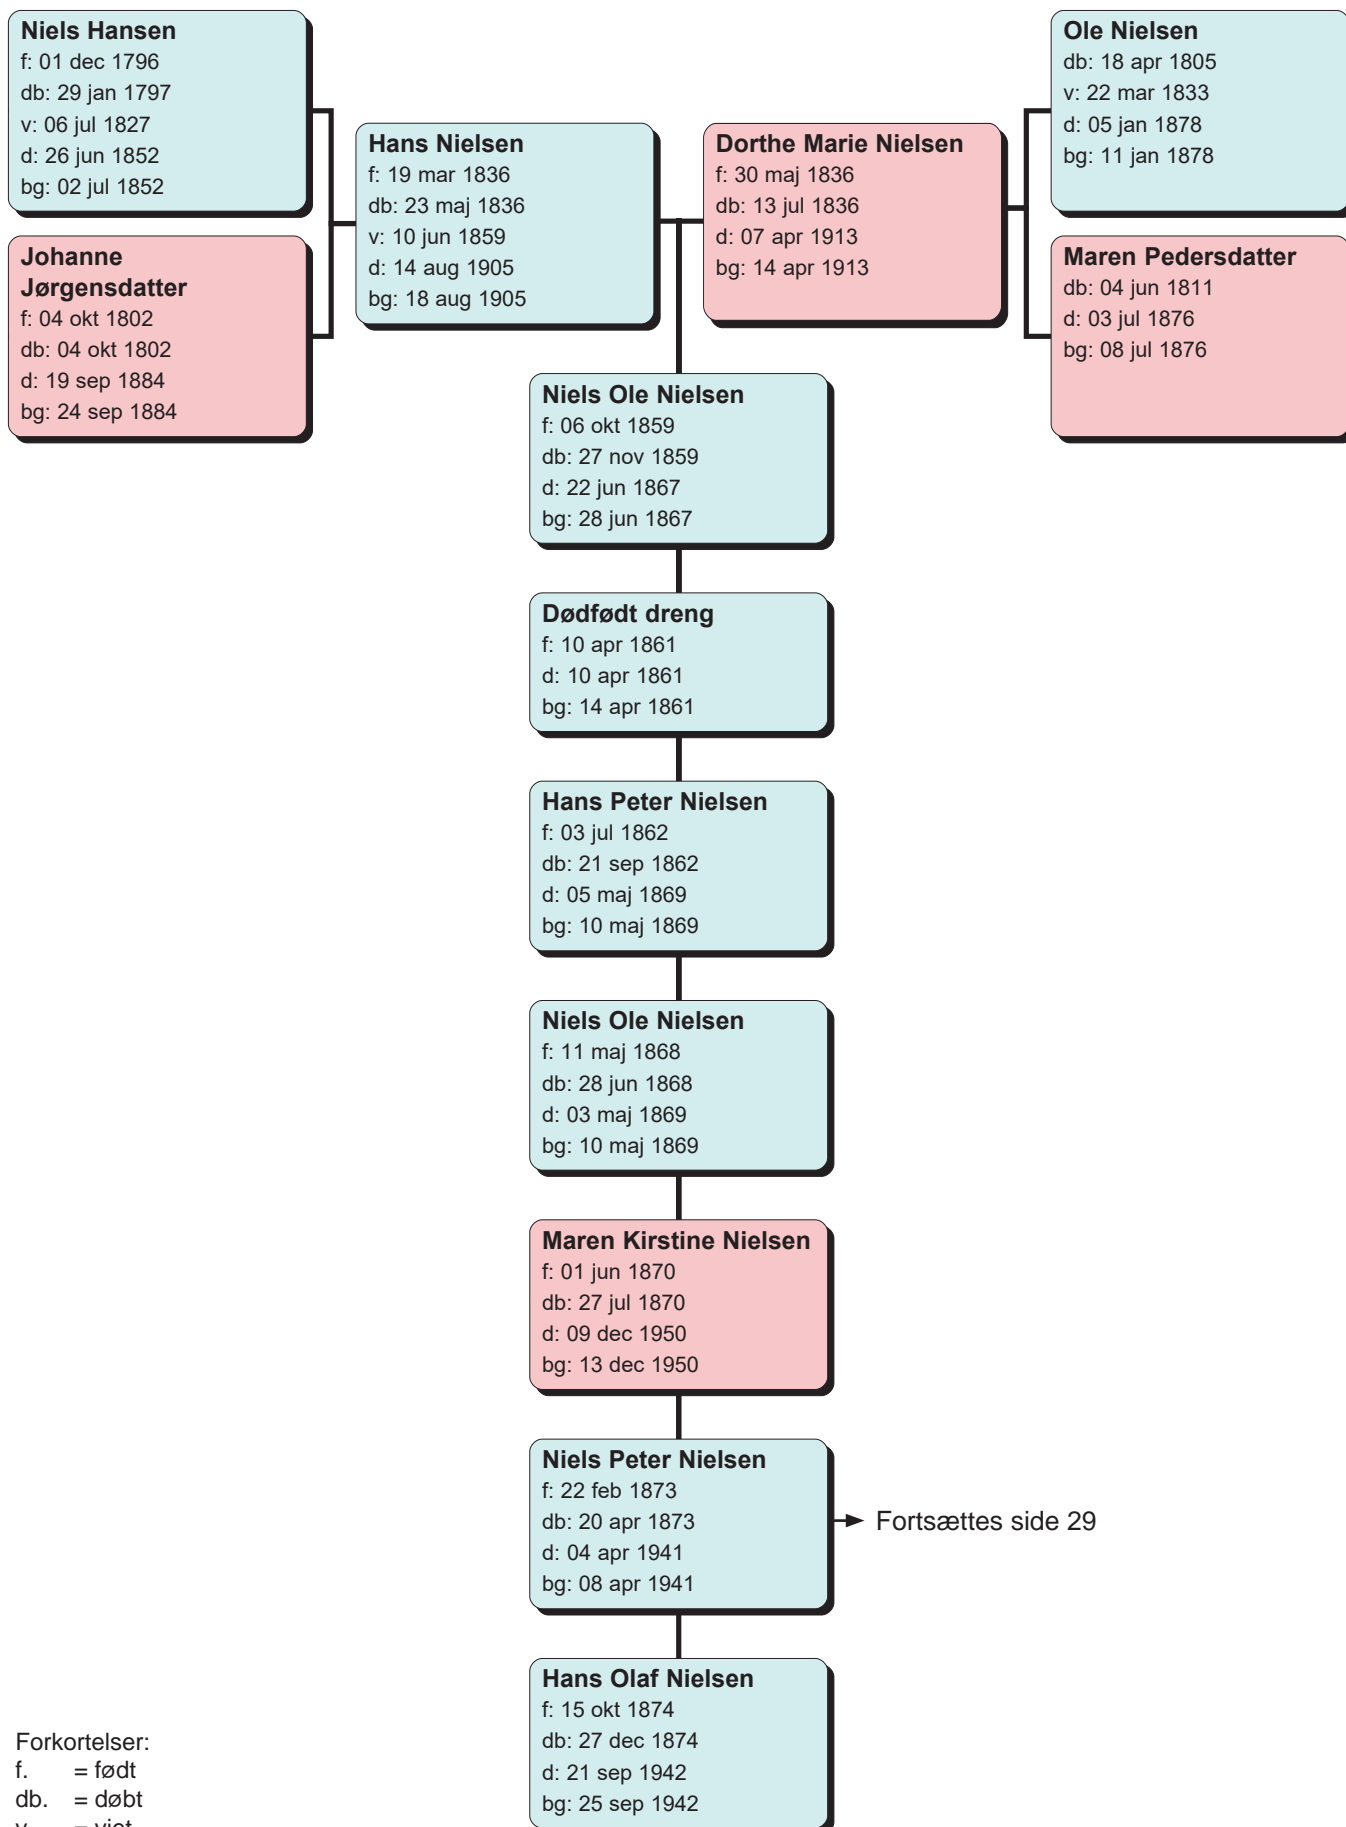 Niels Hansen
f: 01 dec 1796
db: 29 jan 1797
v: 06 jul 1827
d: 26 jun 1852
bg: 02 jul 1852
Johanne
Jørgensdatter
f: 04 okt 1802
db: 04 okt 1802
d: 19 sep 1884
bg: 24 sep 1884
Hans Nielsen
f: 19 mar 1836
db: 23 maj 1836
v: 10 jun 1859
d: 14 aug 1905
bg: 18 aug 1905
Dorthe Marie Nielsen
f: 30 maj 1836
db: 13 jul 1836
d: 07 apr 1913
bg: 14 apr 1913
Ole Nielsen
db: 18 apr 1805
v: 22 mar 1833
d: 05 jan 1878
bg: 11 jan 1878
Maren Pedersdatter
db: 04 jun 1811
d: 03 jul 1876
bg: 08 jul 1876
Niels Ole Nielsen
f: 06 okt 1859
db: 27 nov 1859
d: 22 jun 1867
bg: 28 jun 1867
Dødfødt dreng
f: 10 apr 1861
d: 10 apr 1861
bg: 14 apr 1861
Hans Peter Nielsen
f: 03 jul 1862
db: 21 sep 1862
d: 05 maj 1869
bg: 10 maj 1869
Niels Ole Nielsen
f: 11 maj 1868
db: 28 jun 1868
d: 03 maj 1869
bg: 10 maj 1869
Maren Kirstine Nielsen
f: 01 jun 1870
db: 27 jul 1870
d: 09 dec 1950
bg: 13 dec 1950
Niels Peter Nielsen
f: 22 feb 1873
db: 20 apr 1873
d: 04 apr 1941
bg: 08 apr 1941
Fortsættes side 29
Hans Olaf Nielsen
f: 15 okt 1874
db: 27 dec 1874
d: 21 sep 1942
bg: 25 sep 1942
Forkortelser:
f. = født
db. = døbt